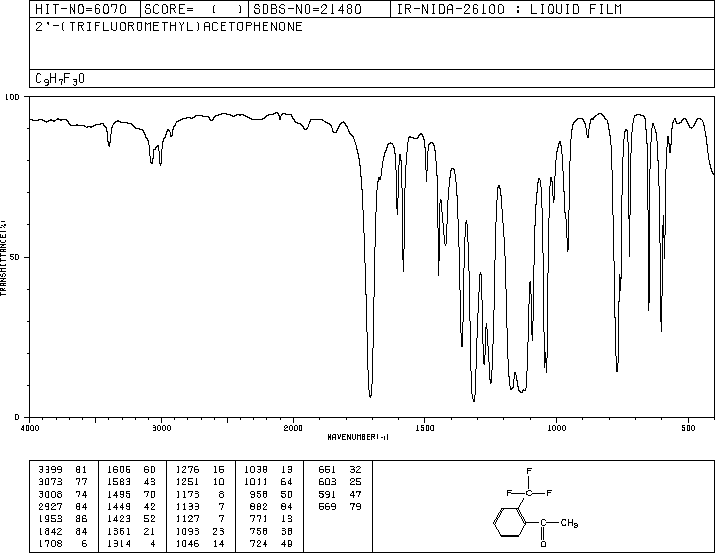 HIT-NO=6070 SCORE= ( ) SDBS-NO=21480 IR-NIDA-26100 : LIQUID FILM
2'-(TRIFLUOROMETHYL)ACETOPHENONE
C9H7F3O
100
50
0
TRANSMITTANCE(%)
4000 3000 2000 1500 1000 500
WAVENUMBER(-1)
3399 81 1606 60 1276 16 1038 13 651 32
3073 77 1583 43 1251 10 1011 64 603 25
3008 74 1495 70 1173 8 958 50 591 47
2927 84 1449 42 7 882 84 569 79
1953 86 1423 52 1127 7 771 13
1842 84 1361 21 1093 23 758 38
1708 6 1314 4 1046 14 724 49
F
F C F
C CH3
O